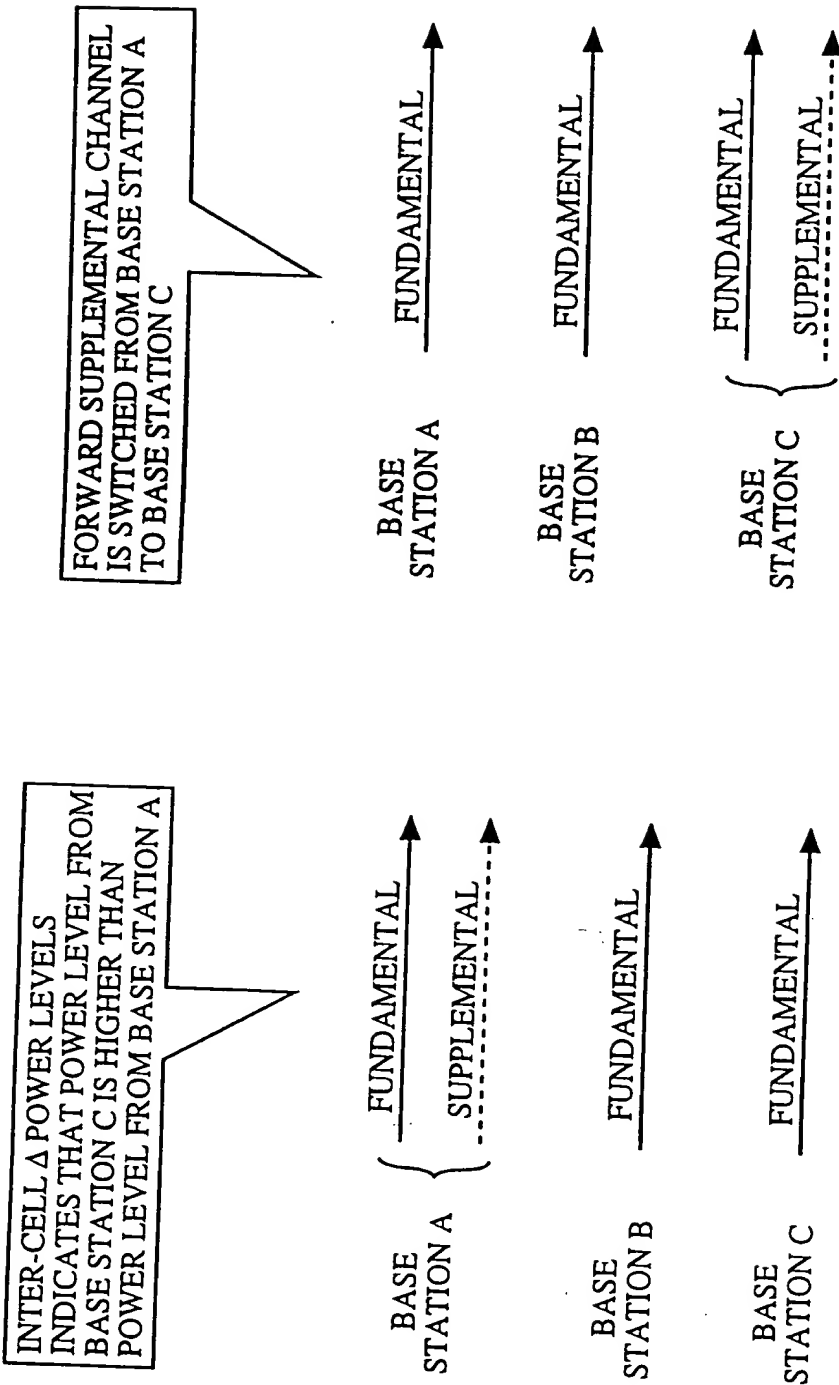 INTER-CELL Δ POWER LEVELS
INDICATES THAT POWER LEVEL FROM
BASE STATION C IS HIGHER THAN
POWER LEVEL FROM BASE STATION A
BASE
STATION A
FUNDAMENTAL
SUPPLEMENTAL
BASE
STATION B
FUNDAMENTAL
BASE
STATION C
FUNDAMENTAL
FORWARD SUPPLEMENTAL CHANNEL
IS SWITCHED FROM BASE STATION A
TO BASE STATION C
BASE
STATION A
FUNDAMENTAL
BASE
STATION B
FUNDAMENTAL
BASE
STATION C
FUNDAMENTAL
SUPPLEMENTAL